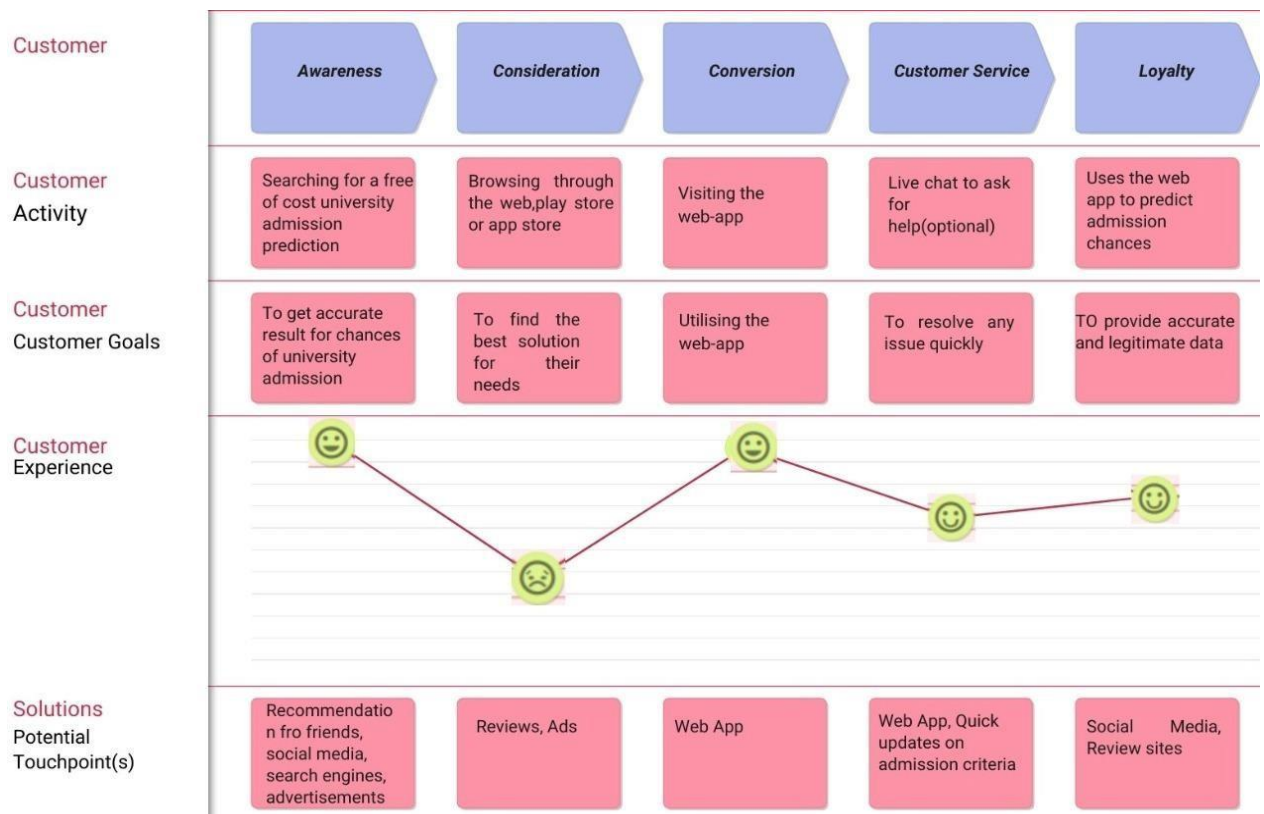 Customer
Awareness
Consideration
Conversion
Customer Service
Loyalty
Customer
Activity
Searching for a free
of cost university
admission
prediction
Browsing through
the web,play store
or app store
Visiting the
web-app
Live chat to ask
for
help(optional)
Uses the web
app to predict
admission
chances
Customer
Customer Goals
To get accurate
result for chances
of university
admission
To find the
best solution
for their
needs
Utilising the
web-app
To resolve any
issue quickly
TO provide accurate
and legitimate data
Customer
Experience
Solutions
Potential
Touchpoint(s)
Recommendatio
n fro friends,
social media,
search engines,
advertisements
Reviews, Ads
Web App
Web App, Quick
updates on
admission criteria
Social Media,
Review sites